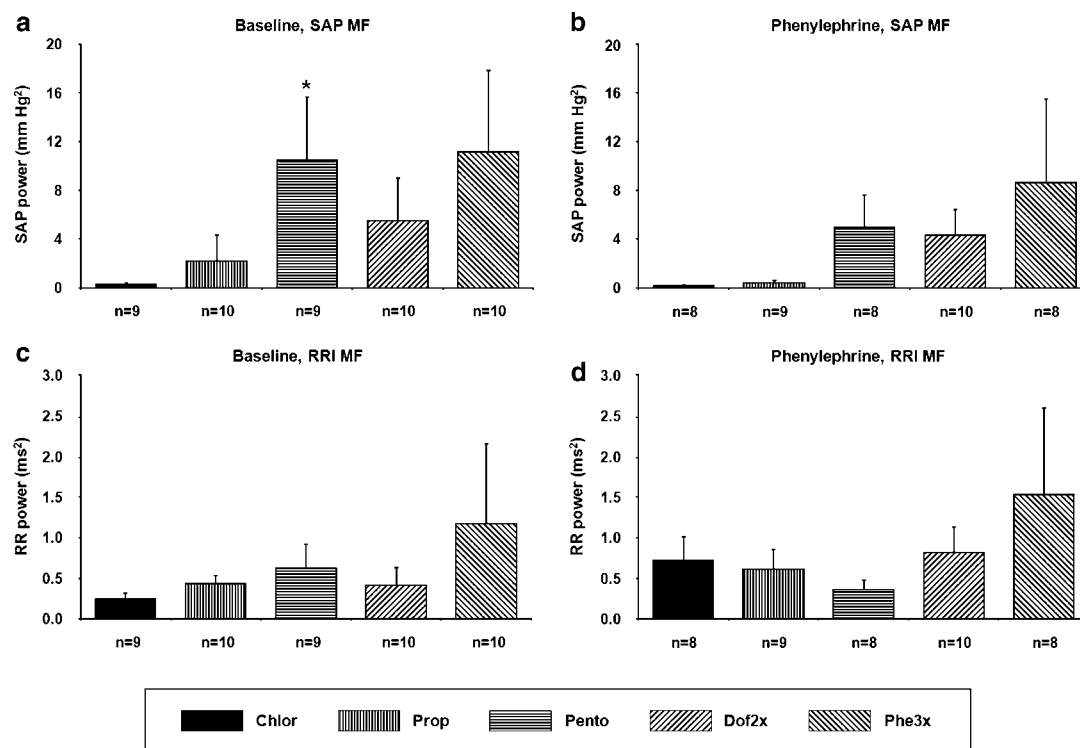 a Baseline, SAP MF
SAP power (mm Hg²)
20
16
12
8
4
0
*
n=9 n=10 n=9 n=10 n=10
b Phenylephrine, SAP MF
SAP power (mm Hg²)
20
16
12
8
4
0
n=8 n=9 n=8 n=10 n=8
c Baseline, RRI MF
RR power (ms²)
3.0
2.5
2.0
1.5
1.0
0.5
0.0
n=9 n=10 n=9 n=10 n=10
d Phenylephrine, RRI MF
RR power (ms²)
3.0
2.5
2.0
1.5
1.0
0.5
0.0
n=8 n=9 n=8 n=10 n=8
Chlor Prop Pento Dof2x Phe3x